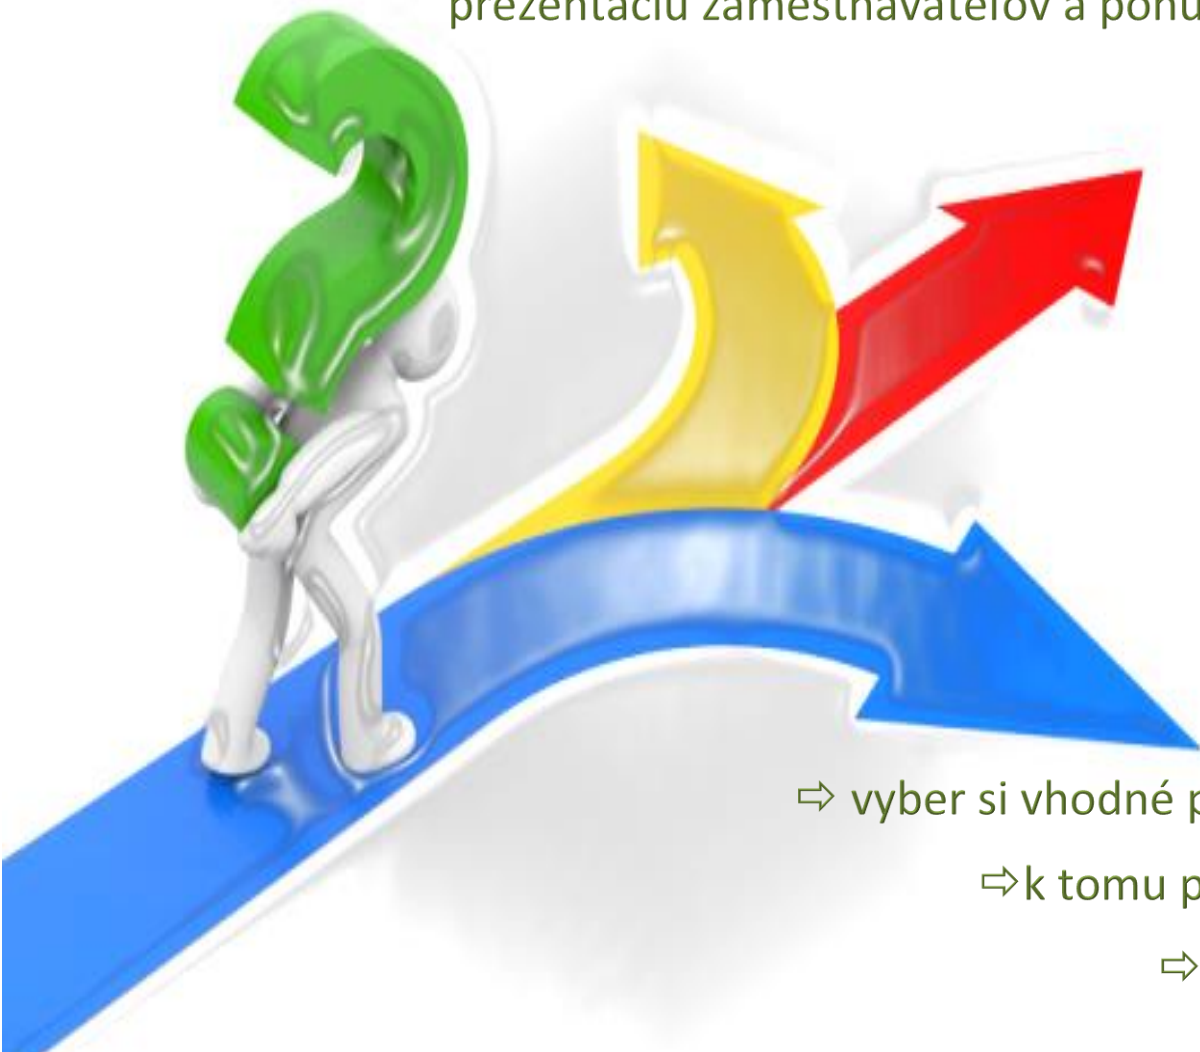 prezentáciu zamestnávateľov a ponu
⇨ vyber si vhodné p
⇨k tomu p
⇨